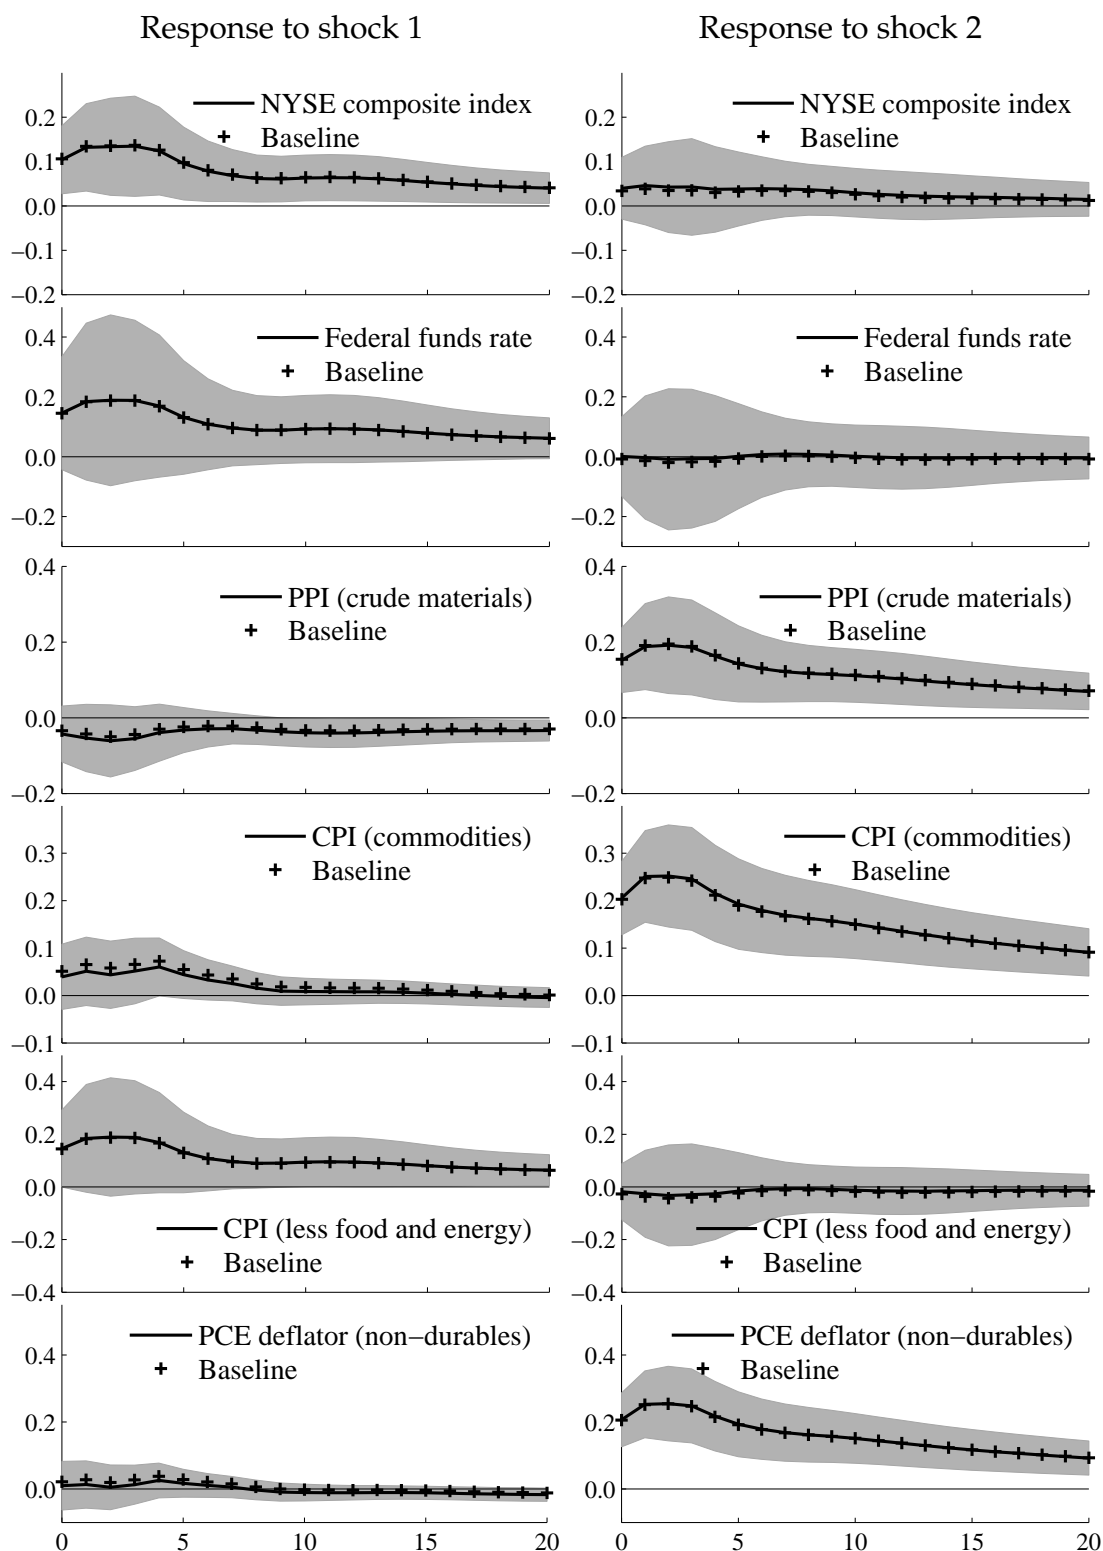 Response to shock 1
Response to shock 2
NYSE composite index
Baseline
0.2
0.1
0.0
−0.1
−0.2
NYSE composite index
Baseline
0.2
0.1
0.0
−0.1
−0.2
Federal funds rate
Baseline
0.4
0.2
0.0
−0.2
Federal funds rate
Baseline
0.4
0.2
0.0
−0.2
PPI (crude materials)
Baseline
0.4
0.2
0.0
−0.2
PPI (crude materials)
Baseline
0.4
0.2
0.0
−0.2
CPI (commodities)
Baseline
0.3
0.2
0.1
0.0
−0.1
CPI (commodities)
Baseline
0.3
0.2
0.1
0.0
−0.1
0.4
0.2
0.0
−0.2
−0.4
CPI (less food and energy)
Baseline
0.4
0.2
0.0
−0.2
−0.4
CPI (less food and energy)
Baseline
PCE deflator (non−durables)
Baseline
0.4
0.2
0.0
0 5 10 15 20
PCE deflator (non−durables)
Baseline
0.4
0.2
0.0
0 5 10 15 20